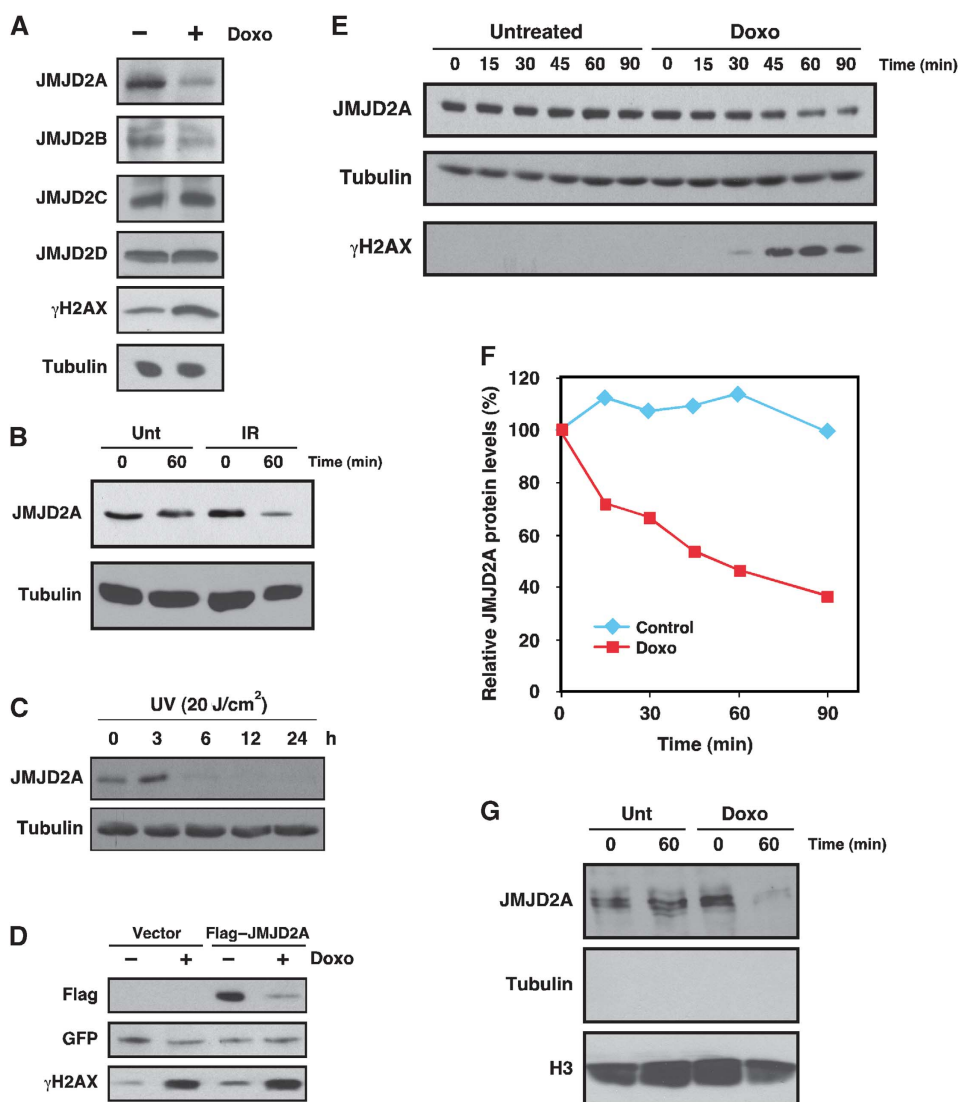 A
− + Doxo
JMJD2A
JMJD2B
JMJD2C
JMJD2D
γH2AX
Tubulin
B
Unt IR
0 60 0 60 Time (min)
JMJD2A
Tubulin
C
UV (20 J/cm²)
0 3 6 12 24 h
JMJD2A
Tubulin
D
Vector Flag–JMJD2A
− + − + Doxo
Flag
GFP
γH2AX
E
Untreated Doxo
0 15 30 45 60 90 0 15 30 45 60 90 Time (min)
JMJD2A
Tubulin
γH2AX
F
Relative JMJD2A protein levels (%)
120
100
80
60
40
20
0
Control
Doxo
0 30 60 90
Time (min)
G
Unt Doxo
0 60 0 60 Time (min)
JMJD2A
Tubulin
H3